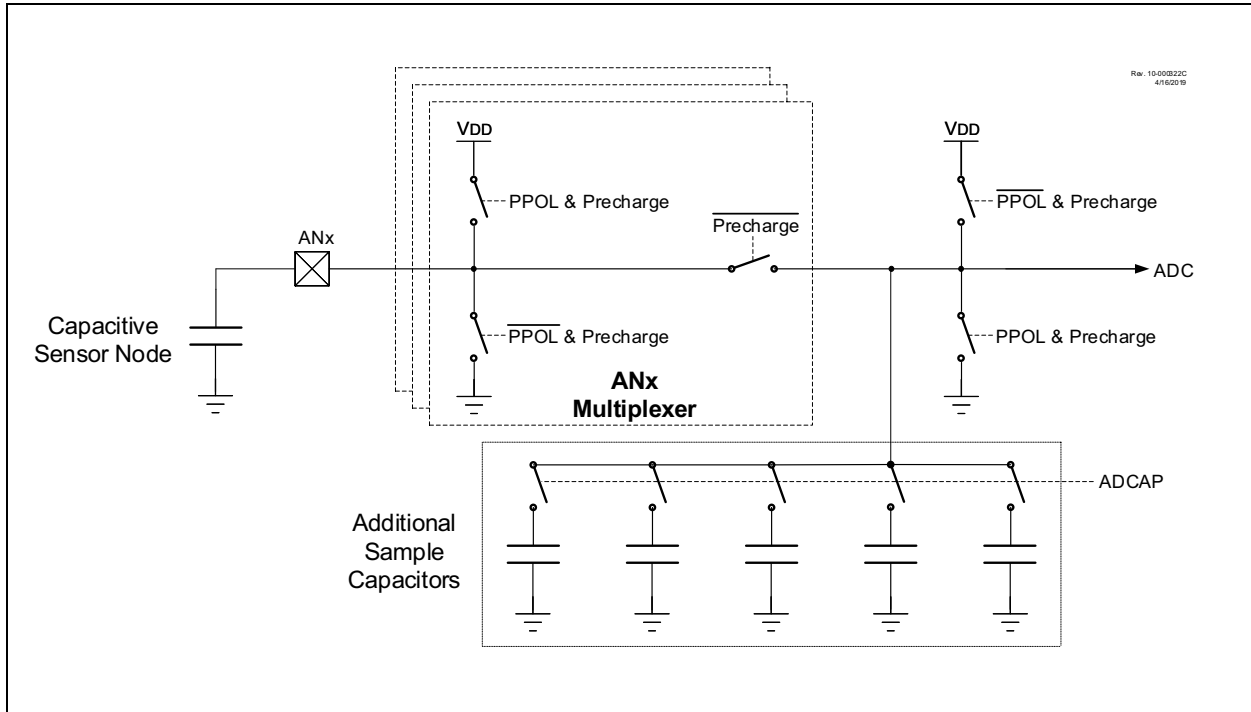 Rev. 10-000322C
4/16/2019
VDD
VDD
PPOL & Precharge
PPOL & Precharge
Precharge
ANx
ADC
Capacitive
Sensor Node
PPOL & Precharge
PPOL & Precharge
ANx
Multiplexer
ADCAP
Additional
Sample
Capacitors